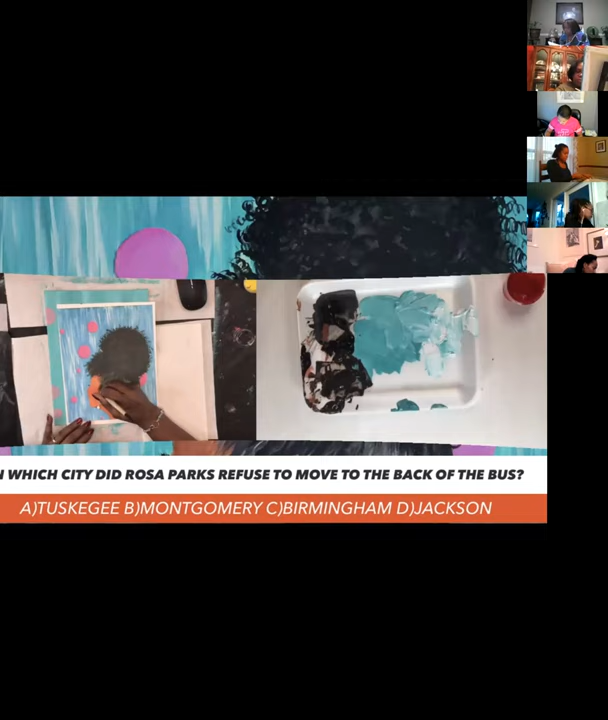 WHICH CITY DID ROSA PARKS REFUSE TO MOVE TO THE BACK OF THE BUS?
A)TUSKEGEE B)MONTGOMERY C)BIRMINGHAM D)JACKSON